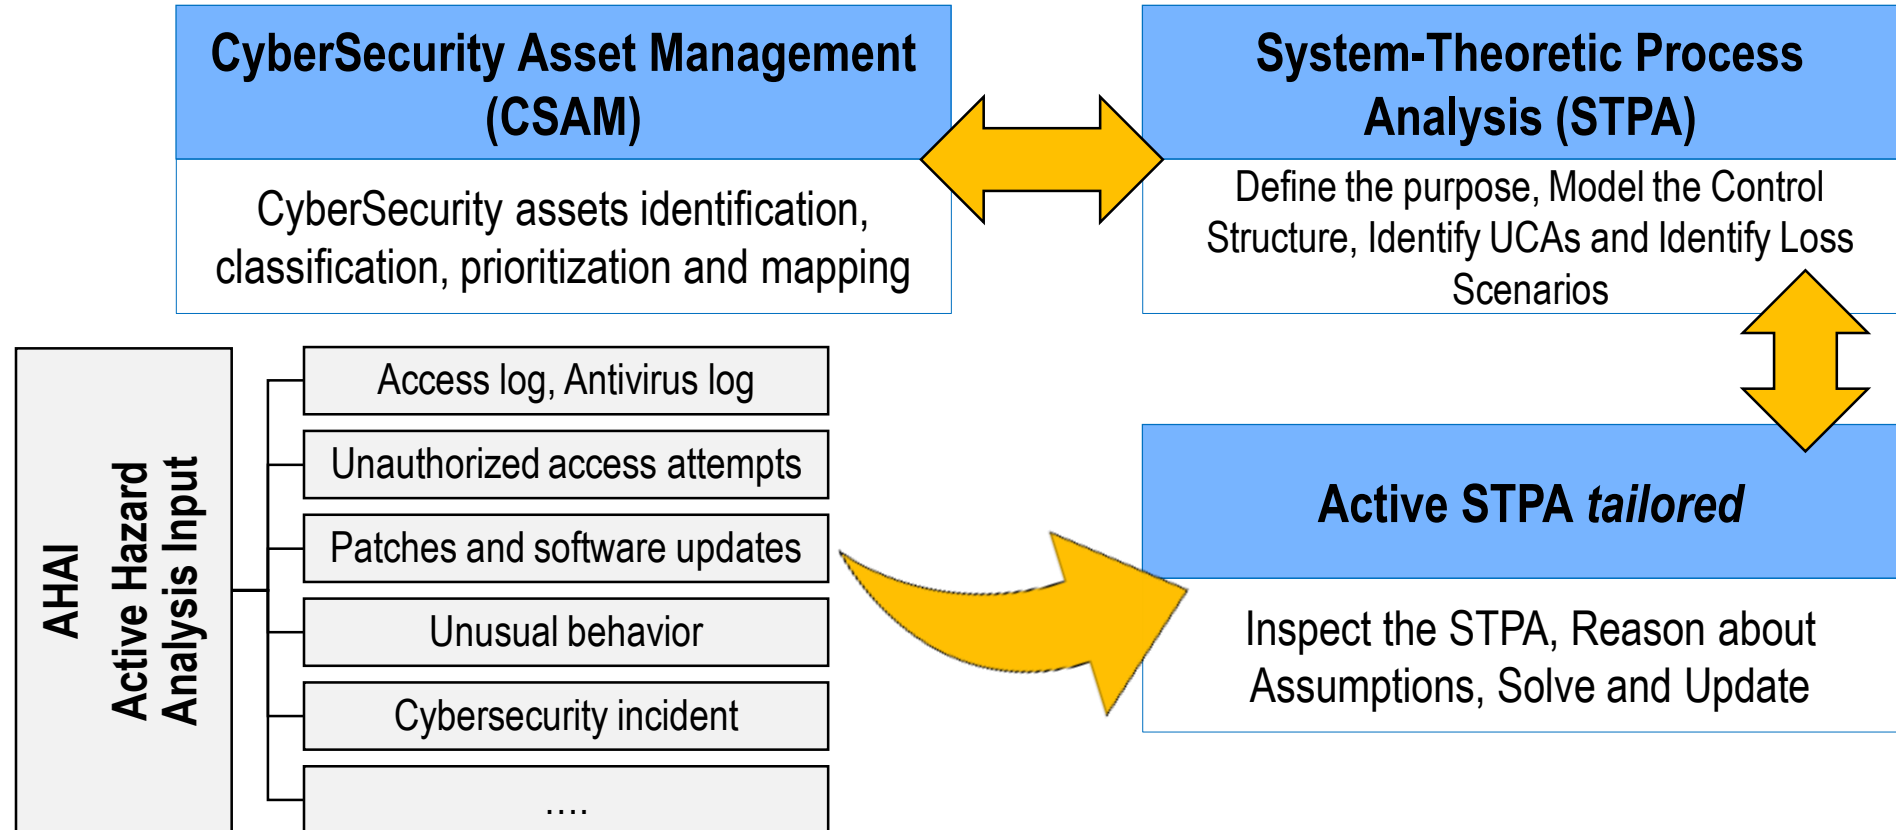 CyberSecurity Asset Management
(CSAM)
CyberSecurity assets identification,
classification, prioritization and mapping
System-Theoretic Process
Analysis (STPA)
Define the purpose, Model the Control
Structure, Identify UCAs and Identify Loss
Scenarios
AHAI
Active Hazard
Analysis Input
Access log, Antivirus log
Unauthorized access attempts
Patches and software updates
Unusual behavior
Cybersecurity incident
....
Active STPA tailored
Inspect the STPA, Reason about
Assumptions, Solve and Update